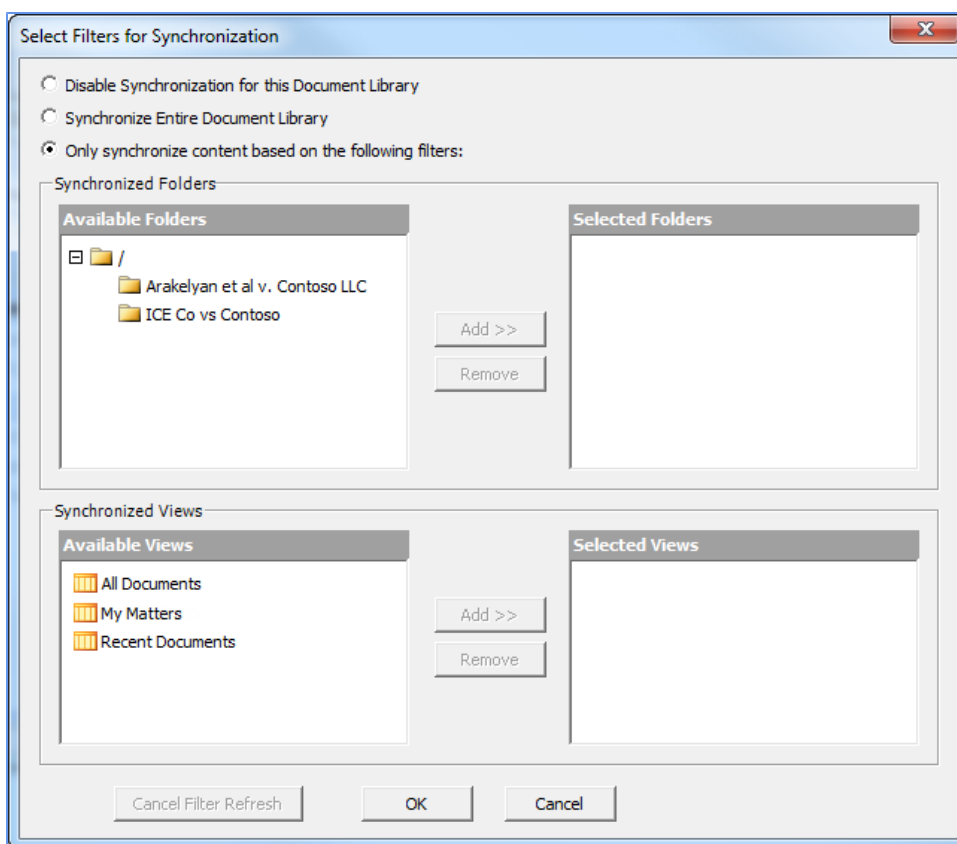 Select Filters for Synchronization
Disable Synchronization for this Document Library
Synchronize Entire Document Library
Only synchronize content based on the following filters:
Synchronized Folders
Available Folders
Selected Folders
/
Arakelyan et al v. Contoso LLC
ICE Co vs Contoso
Add >>
Remove
Synchronized Views
Available Views
Selected Views
All Documents
My Matters
Recent Documents
Add >>
Remove
Cancel Filter Refresh
OK
Cancel